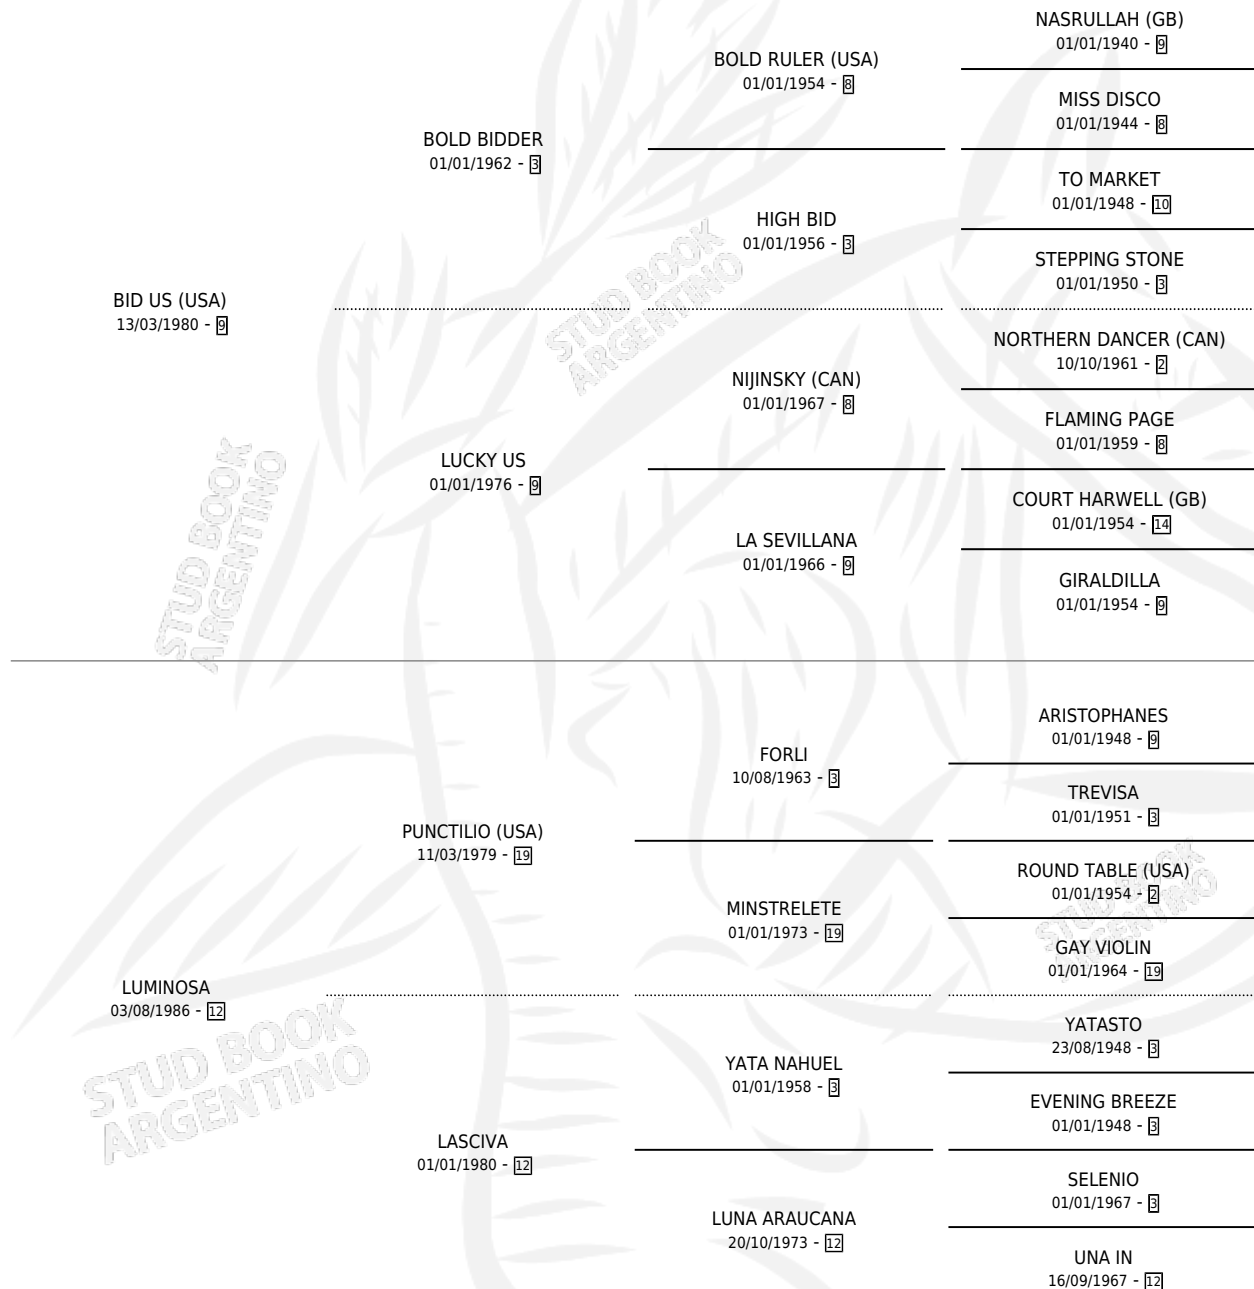 NASRULLAH (GB)
01/01/1940 - 9
BOLD RULER (USA)
01/01/1954 - 8
MISS DISCO
01/01/1944 - 8
BOLD BIDDER
01/01/1962 - 3
TO MARKET
01/01/1948 - 10
HIGH BID
01/01/1956 - 3
STEPPING STONE
01/01/1950 - 3
BID US (USA)
13/03/1980 - 9
NORTHERN DANCER (CAN)
10/10/1961 - 2
NIJINSKY (CAN)
01/01/1967 - 8
FLAMING PAGE
01/01/1959 - 8
LUCKY US
01/01/1976 - 9
COURT HARWELL (GB)
01/01/1954 - 14
LA SEVILLANA
01/01/1966 - 9
GIRALDILLA
01/01/1954 - 9
ARISTOPHANES
01/01/1948 - 9
FORLI
10/08/1963 - 3
TREVISA
01/01/1951 - 3
PUNCTILIO (USA)
11/03/1979 - 19
ROUND TABLE (USA)
01/01/1954 - 2
MINSTRELETE
01/01/1973 - 19
GAY VIOLIN
01/01/1964 - 19
LUMINOSA
03/08/1986 - 12
YATASTO
23/08/1948 - 3
YATA NAHUEL
01/01/1958 - 3
EVENING BREEZE
01/01/1948 - 3
LASCIVA
01/01/1980 - 12
SELENIO
01/01/1967 - 3
LUNA ARAUCANA
20/10/1973 - 12
UNA IN
16/09/1967 - 12
STUD BOOK
ARGENTINO
STUD BOOK
ARGENTINO
STUD BOOK
ARGENTINO
STUD BOOK
ARGENTINO